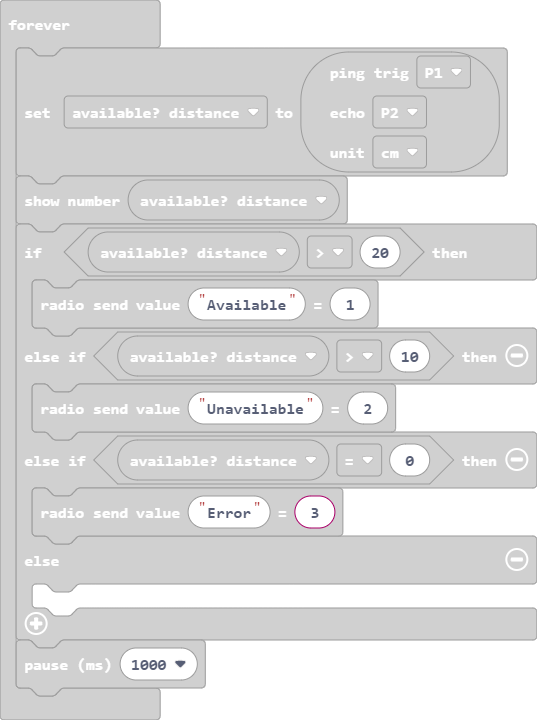 forever
ping trig P1
set available? distance to echo P2
unit cm
show number available? distance
if available? distance > 20 then
radio send value "Available" = 1
else if available? distance > 10 then
radio send value "Unavailable" = 2
else if available? distance = 0 then
radio send value "Error" = 3
else
pause (ms) 1000